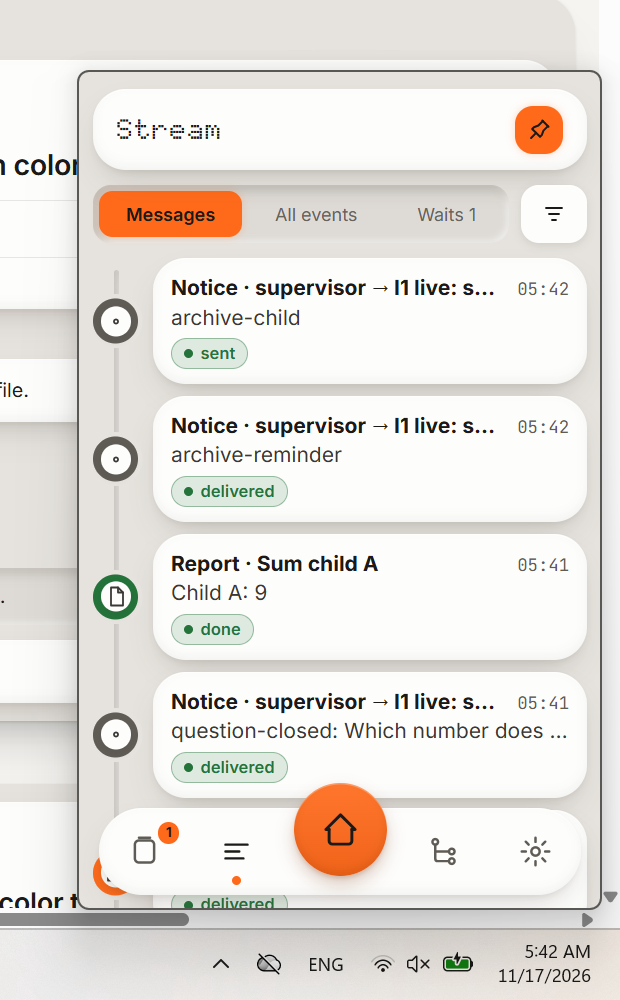 Stream
n color
Messages
All events
Waits 1
Notice · supervisor → I1 live: s...
05:42
archive-child
sent
Notice · supervisor → I1 live: s...
05:42
archive-reminder
delivered
file.
Report · Sum child A
05:41
Child A: 9
done
.
Notice · supervisor → I1 live: s...
05:41
question-closed: Which number does ...
delivered
1
delivered
color t
ENG
5:42 AM
11/17/2026